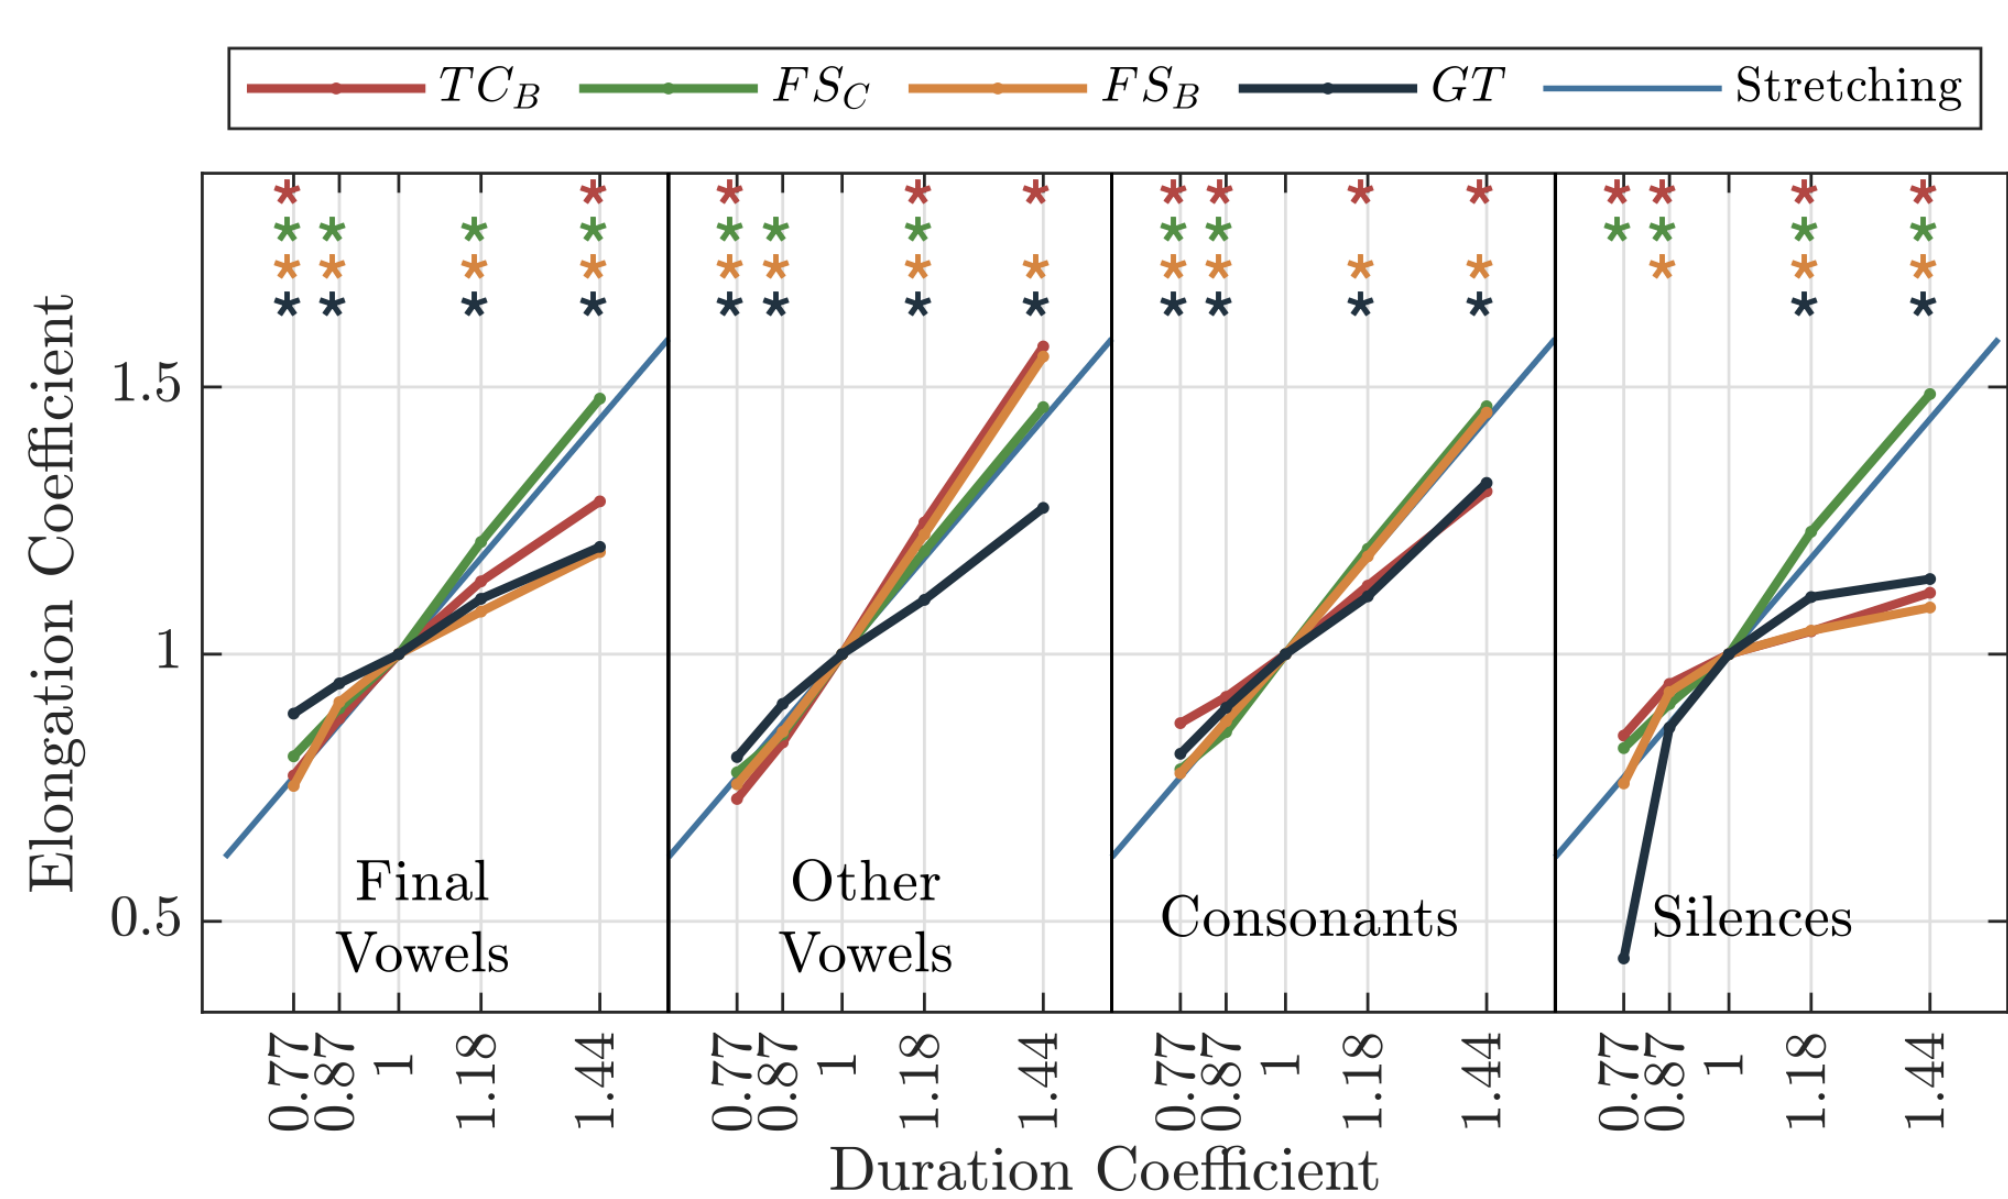 TC_B FS_C FS_B GT Stretching
* * * * * * * * * * * * *
* * * * * * * * * * * * *
* * * * * * * * * * * * * * *
* * * * * * * * * * * * * *
Elongation Coefficient
1.5
1
0.5
Final
Vowels
Other
Vowels
Consonants
Silences
0.77 0.87 1 1.18 1.44 0.77 0.87 1 1.18 1.44 0.77 0.87 1 1.18 1.44 0.77 0.87 1 1.18 1.44
Duration Coefficient